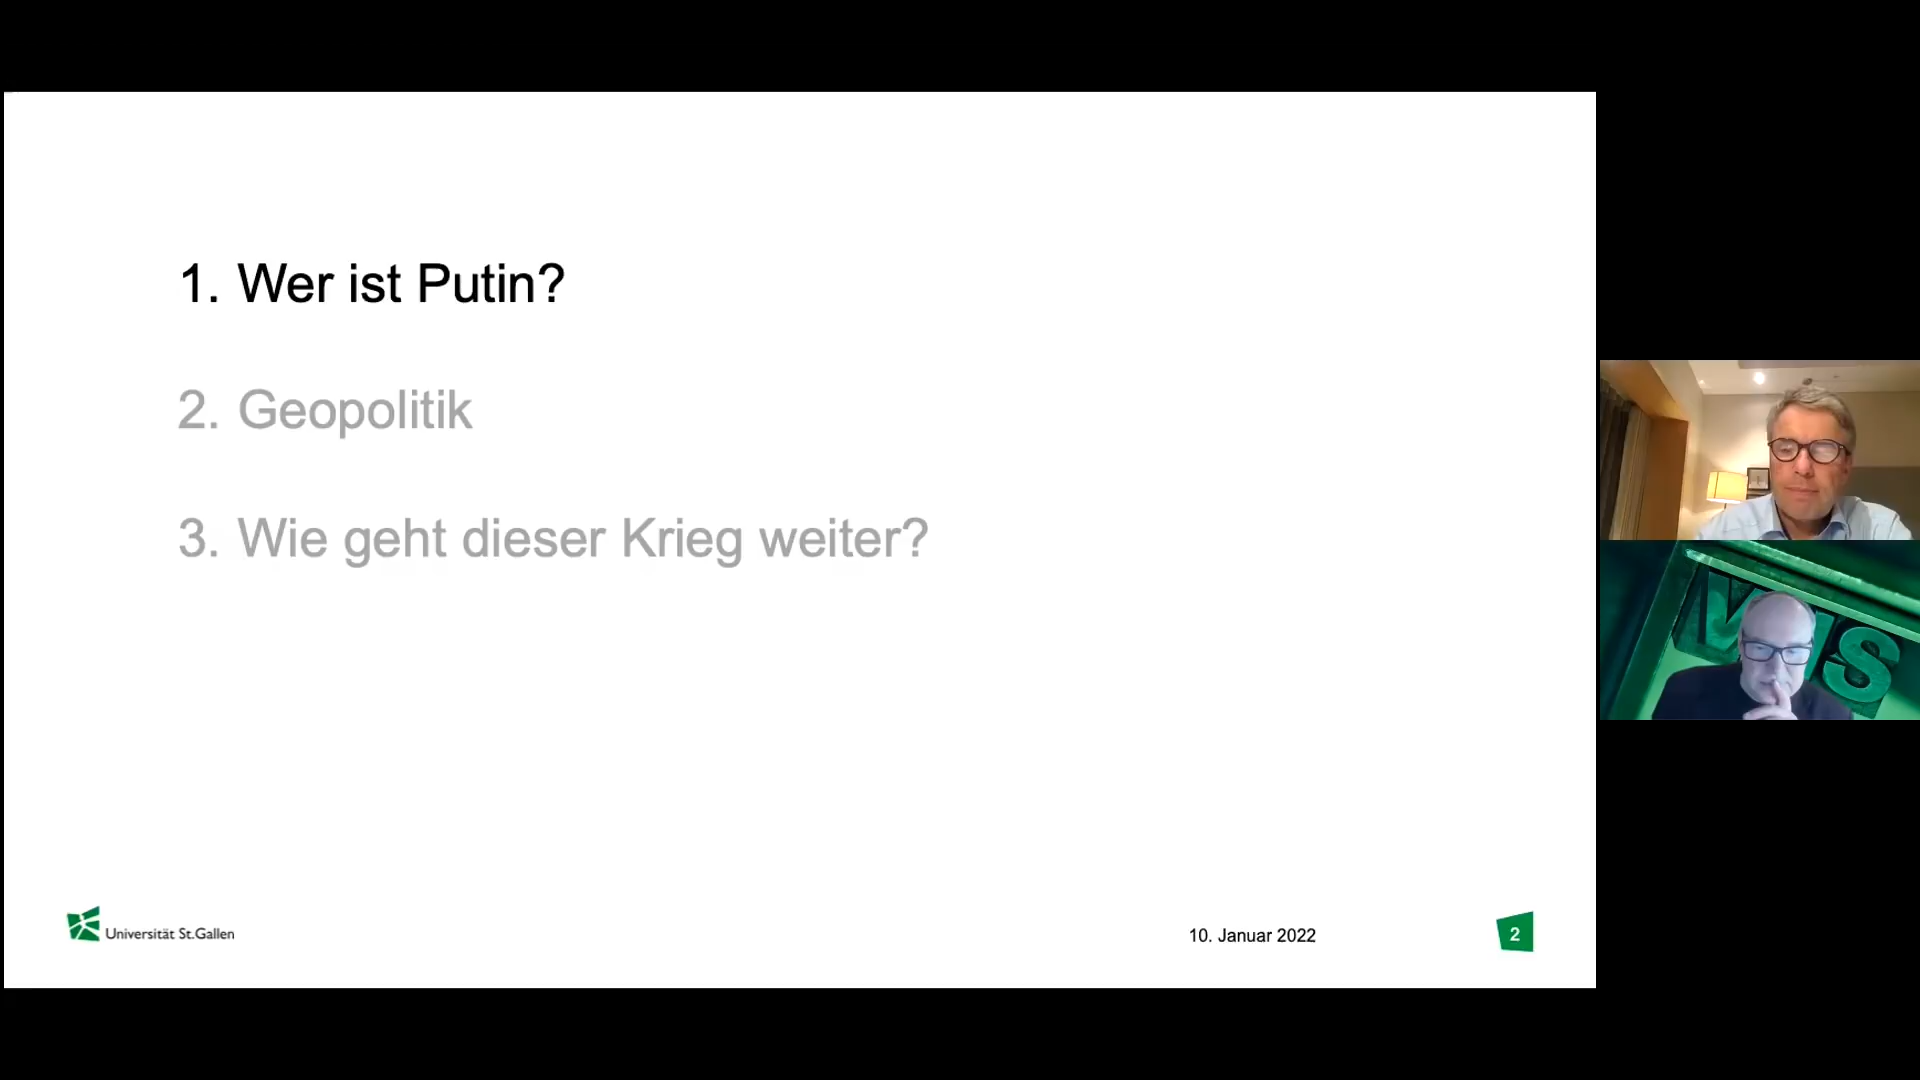 1. Wer ist Putin?
2. Geopolitik
3. Wie geht dieser Krieg weiter?
Universität St.Gallen
10. Januar 2022
2